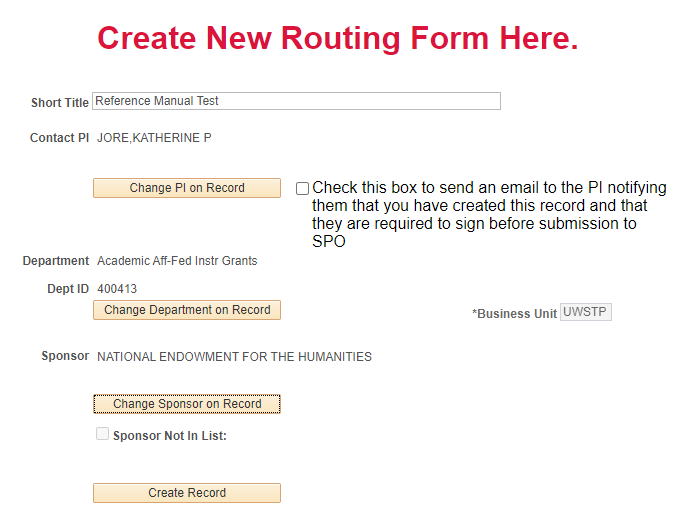 Create New Routing Form Here.
Short Title Reference Manual Test
Contact PI JORE,KATHERINE P
Change PI on Record
Check this box to send an email to the PI notifying
them that you have created this record and that
they are required to sign before submission to
SPO
Department Academic Aff-Fed Instr Grants
Dept ID 400413
Change Department on Record
*Business Unit UWSTP
Sponsor NATIONAL ENDOWMENT FOR THE HUMANITIES
Change Sponsor on Record
Sponsor Not In List:
Create Record